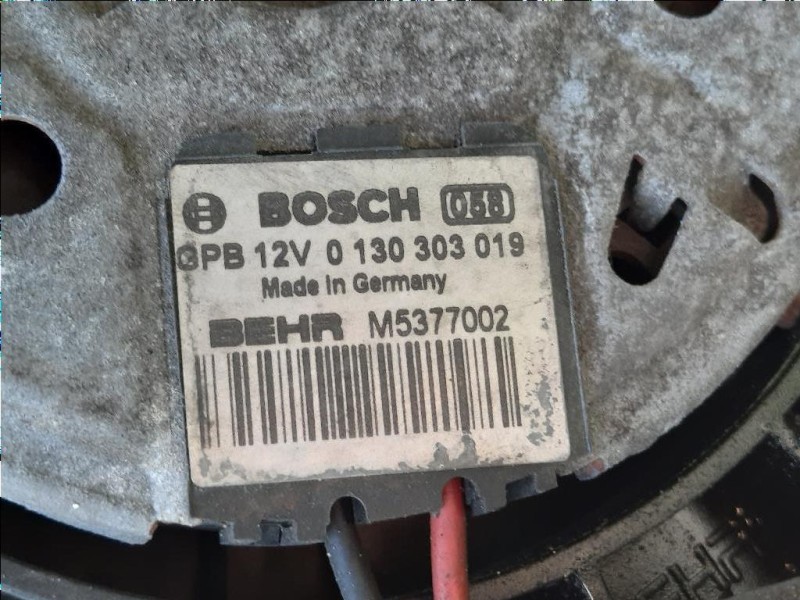 BOSCH 058
GPB 12V 0 130 303 019
Made in Germany
BEHR M5377002